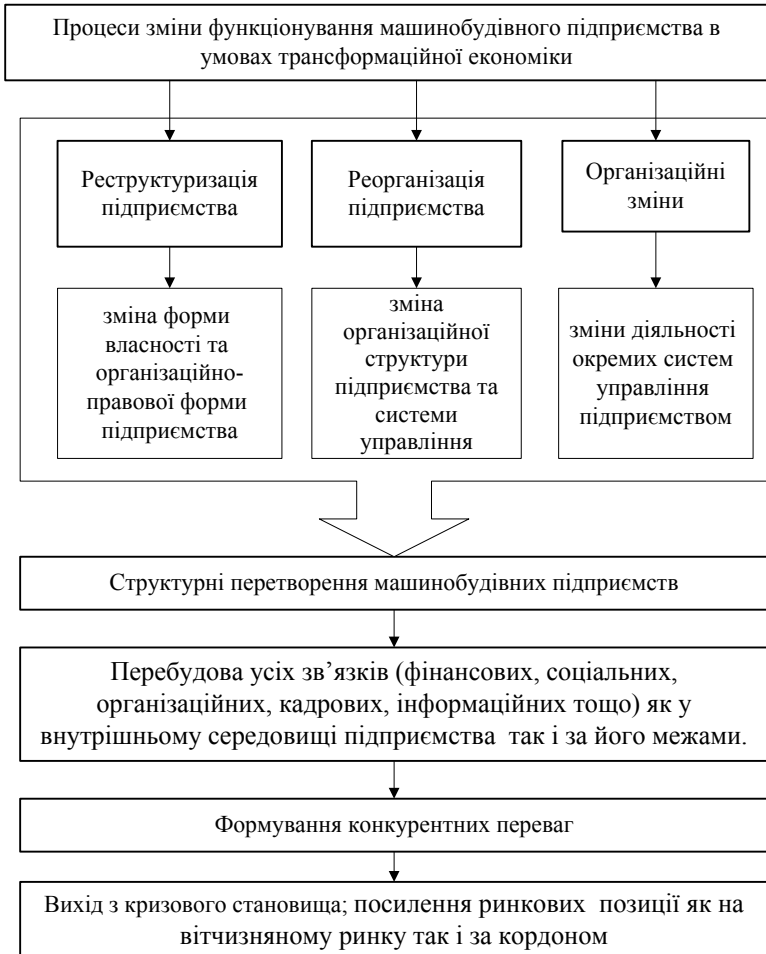 Процеси зміни функціонування машинобудівного підприємства в
умовах трансформаційної економіки
Реструктуризація
підприємства
Реорганізація
підприємства
Організаційні
зміни
зміна форми
власності та
організаційно-
правової форми
підприємства
зміна
організаційної
структури
підприємства та
системи
управління
зміни діяльності
окремих систем
управління
підприємством
Структурні перетворення машинобудівних підприємств
Перебудова усіх зв’язків (фінансових, соціальних,
організаційних, кадрових, інформаційних тощо) як у
внутрішньому середовищі підприємства так і за його межами.
Формування конкурентних переваг
Вихід з кризового становища; посилення ринкових позиції як на
вітчизняному ринку так і за кордоном